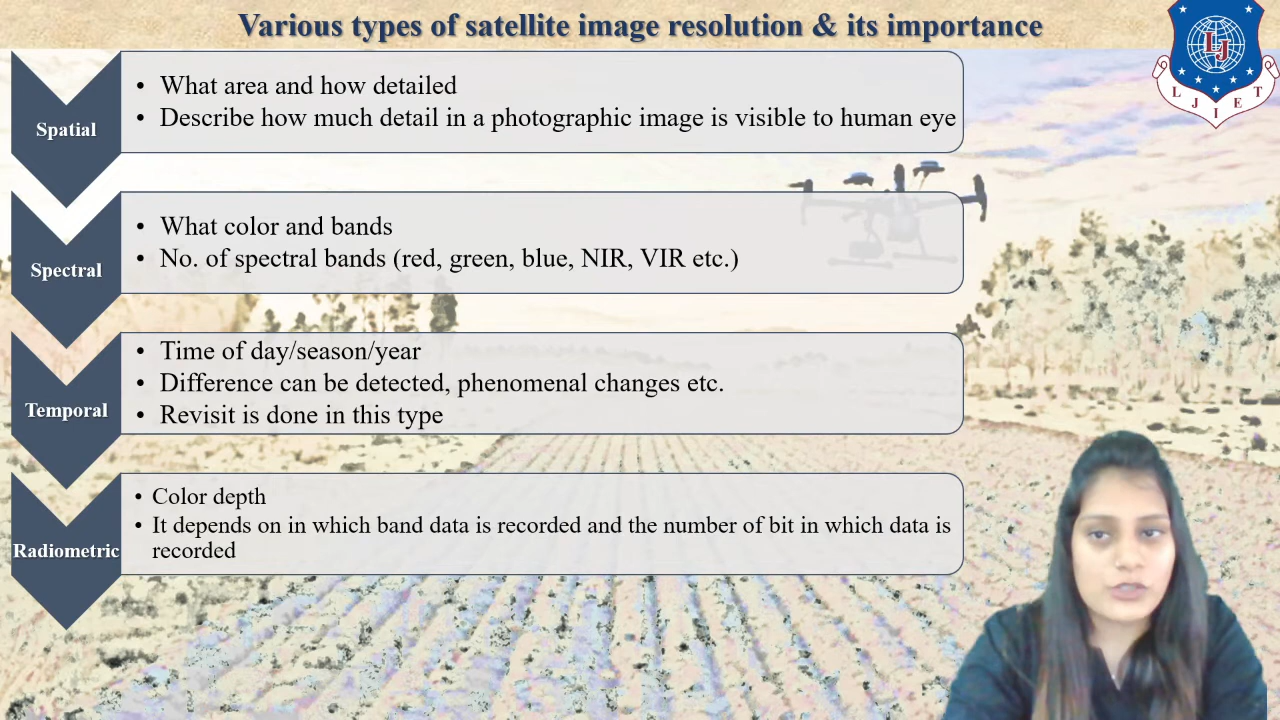 Various types of satellite image resolution & its importance
Spatial
• What area and how detailed
• Describe how much detail in a photographic image is visible to human eye
Spectral
• What color and bands
• No. of spectral bands (red, green, blue, NIR, VIR etc.)
Temporal
• Time of day/season/year
• Difference can be detected, phenomenal changes etc.
• Revisit is done in this type
Radiometric
• Color depth
• It depends on in which band data is recorded and the number of bit in which data is
recorded
LJ
L J I E T